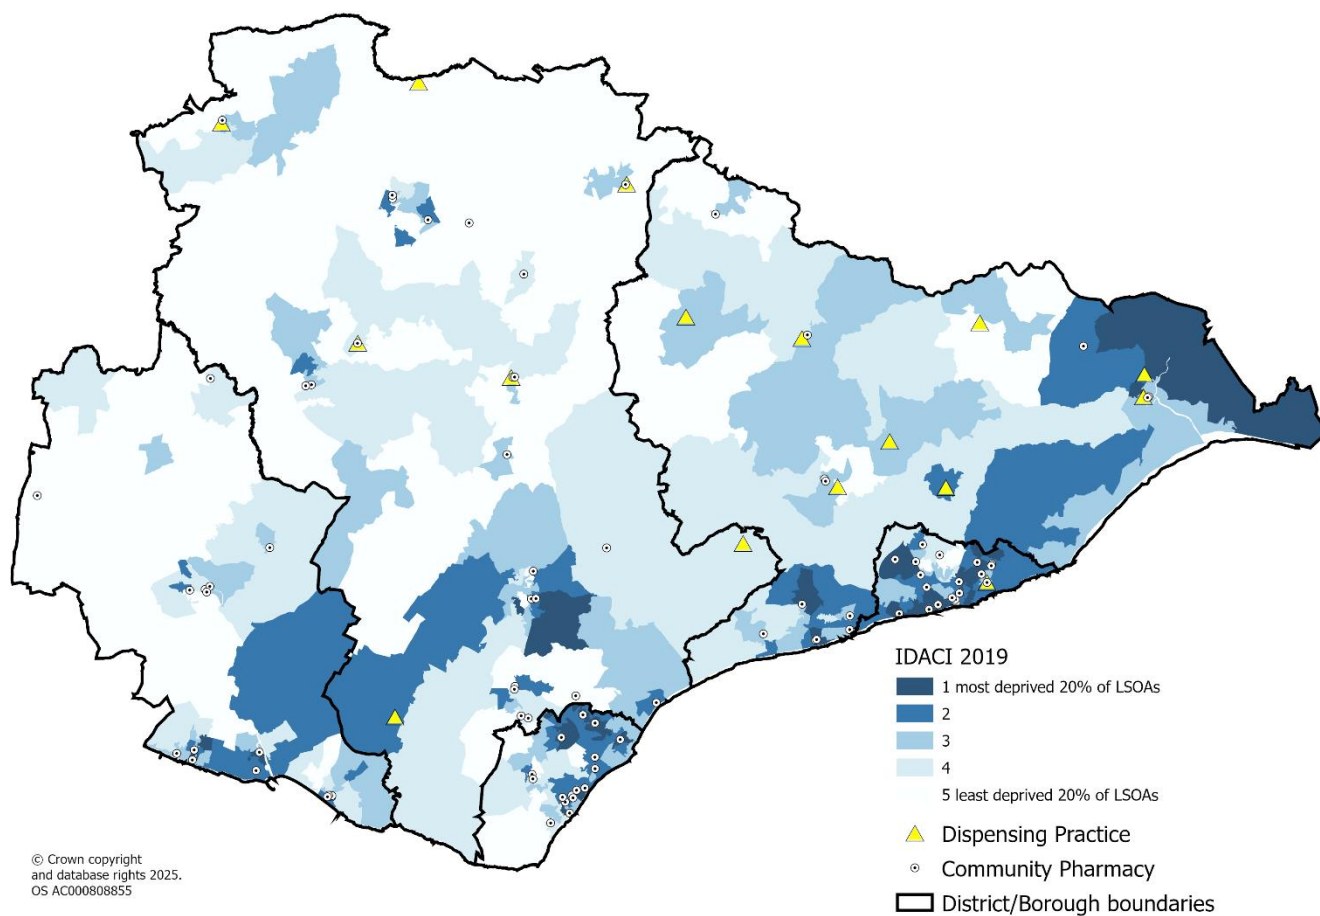 IDACI 2019
1 most deprived 20% of LSOAs
2
3
4
5 least deprived 20% of LSOAs
Dispensing Practice
Community Pharmacy
District/Borough boundaries
© Crown copyright
and database rights 2025.
OS AC000808855